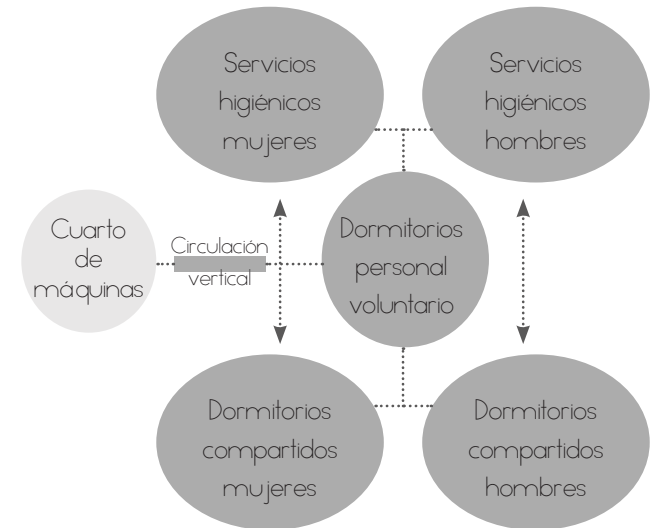 Servicios
higiénicos
mujeres
Servicios
higiénicos
hombres
Cuarto
de
máquinas
Circulación
vertical
Dormitorios
personal
voluntario
Dormitorios
compartidos
mujeres
Dormitorios
compartidos
hombres